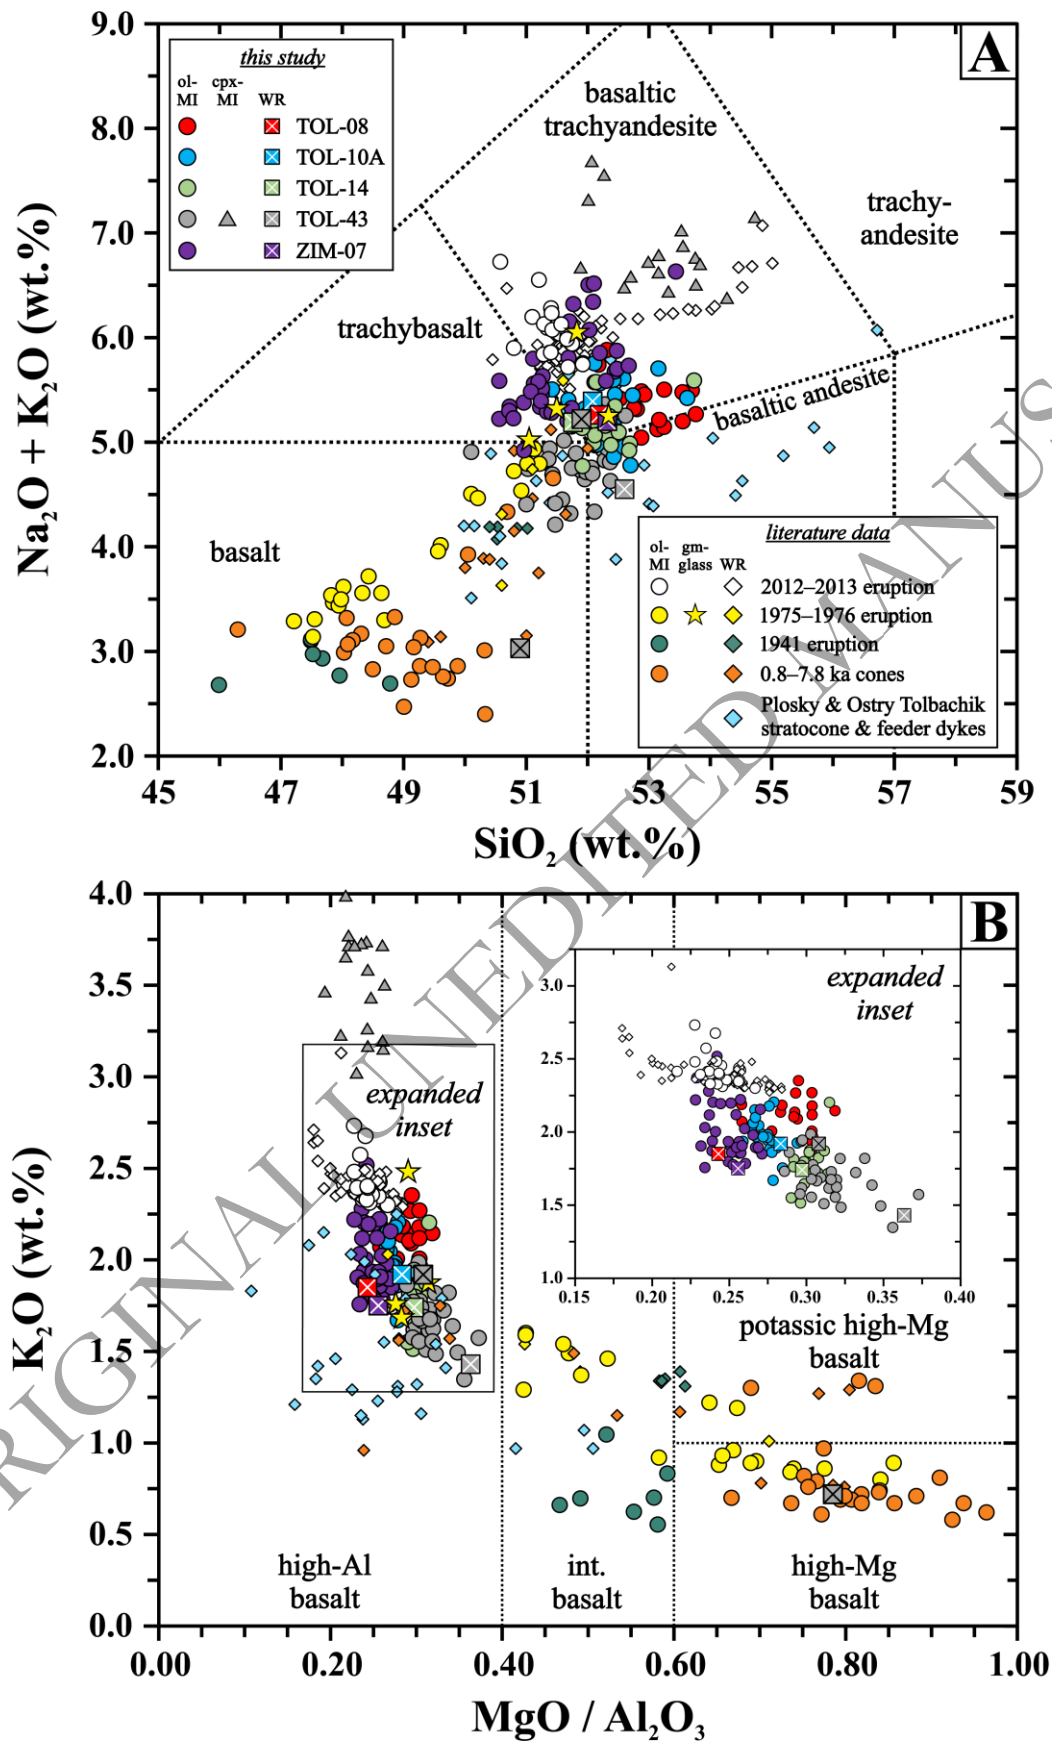 A
9.0
8.0
7.0
6.0
5.0
4.0
3.0
2.0
Na2O + K2O (wt.%)
this study
ol-MI cpx-MI WR
TOL-08
TOL-10A
TOL-14
TOL-43
ZIM-07
basaltic
trachyandesite
trachy-
andesite
trachybasalt
basaltic andesite
basalt
literature data
ol-MI gm-glass WR
2012–2013 eruption
1975–1976 eruption
1941 eruption
0.8–7.8 ka cones
Plosky & Ostry Tolbachik
stratocone & feeder dykes
45 47 49 51 53 55 57 59
SiO2 (wt.%)
B
4.0
3.5
3.0
2.5
2.0
1.5
1.0
0.5
0.0
K2O (wt.%)
expanded
inset
expanded
inset
3.0
2.5
2.0
1.5
1.0
0.15 0.20 0.25 0.30 0.35 0.40
potassic high-Mg
basalt
high-Al
basalt
int.
basalt
high-Mg
basalt
0.00 0.20 0.40 0.60 0.80 1.00
MgO / Al2O3
RIGINAL UNEDITED MANUS